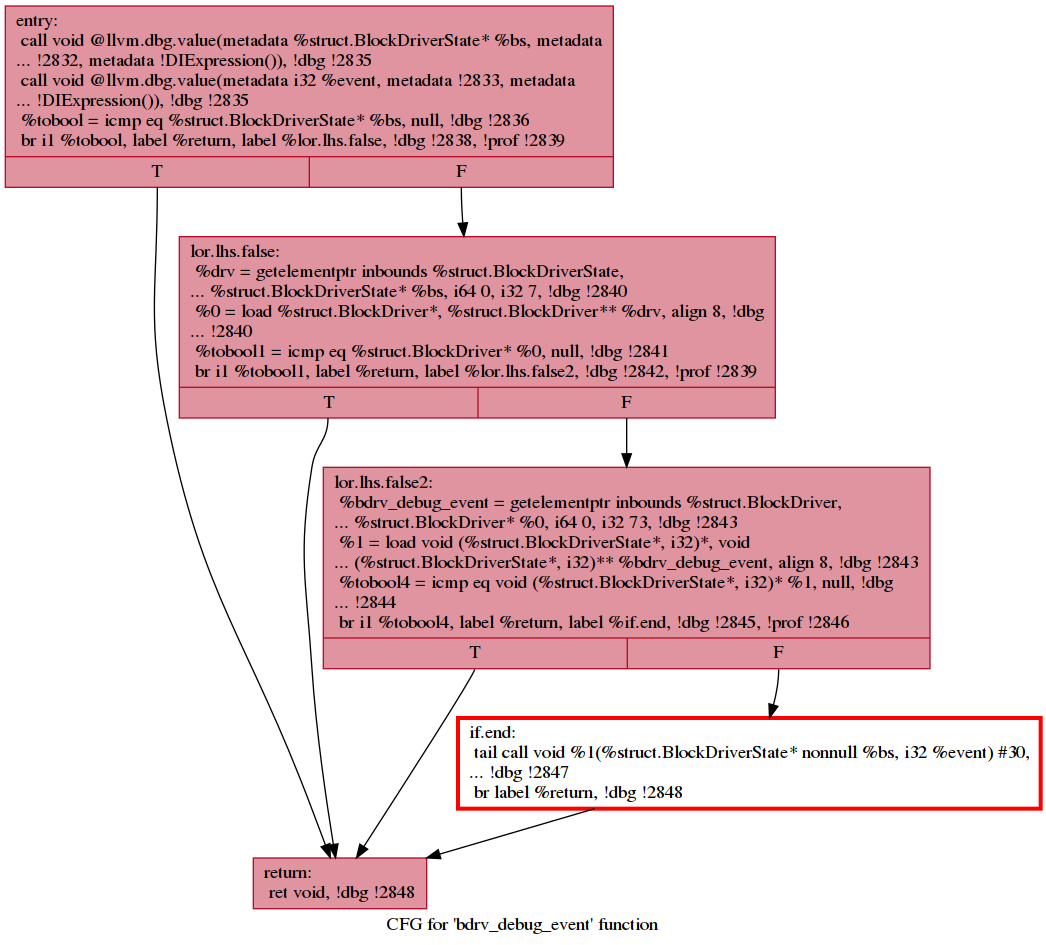 entry:
call void @llvm.dbg.value(metadata %struct.BlockDriverState* %bs, metadata
... !2832, metadata !DIExpression()), !dbg !2835
call void @llvm.dbg.value(metadata i32 %event, metadata !2833, metadata
... !DIExpression()), !dbg !2835
%tobool = icmp eq %struct.BlockDriverState* %bs, null, !dbg !2836
br i1 %tobool, label %return, label %lor.lhs.false, !dbg !2838, !prof !2839
T F
lor.lhs.false:
%drv = getelementptr inbounds %struct.BlockDriverState,
... %struct.BlockDriverState* %bs, i64 0, i32 7, !dbg !2840
%0 = load %struct.BlockDriver*, %struct.BlockDriver** %drv, align 8, !dbg
... !2840
%tobool1 = icmp eq %struct.BlockDriver* %0, null, !dbg !2841
br i1 %tobool1, label %return, label %lor.lhs.false2, !dbg !2842, !prof !2839
T F
lor.lhs.false2:
%bdrv_debug_event = getelementptr inbounds %struct.BlockDriver,
... %struct.BlockDriver* %0, i64 0, i32 73, !dbg !2843
%1 = load void (%struct.BlockDriverState*, i32)*, void
... (%struct.BlockDriverState*, i32)** %bdrv_debug_event, align 8, !dbg !2843
%tobool4 = icmp eq void (%struct.BlockDriverState*, i32)* %1, null, !dbg
... !2844
br i1 %tobool4, label %return, label %if.end, !dbg !2845, !prof !2846
T F
if.end:
tail call void %1(%struct.BlockDriverState* nonnull %bs, i32 %event) #30,
... !dbg !2847
br label %return, !dbg !2848
return:
ret void, !dbg !2848
CFG for 'bdrv_debug_event' function